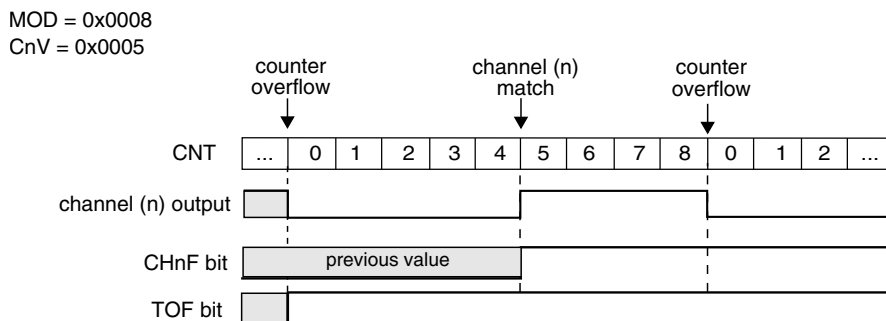 MOD = 0x0008
CnV = 0x0005
counter
overflow
channel (n)
match
counter
overflow
CNT ... 0 1 2 3 4 5 6 7 8 0 1 2 ...
channel (n) output
CHnF bit previous value
TOF bit